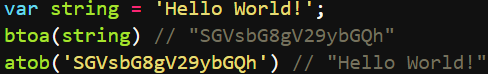 var string = 'Hello World!';
btoa(string) // "SGVsbG8gV29ybGQh"
atob('SGVsbG8gV29ybGQh') // "Hello World!"